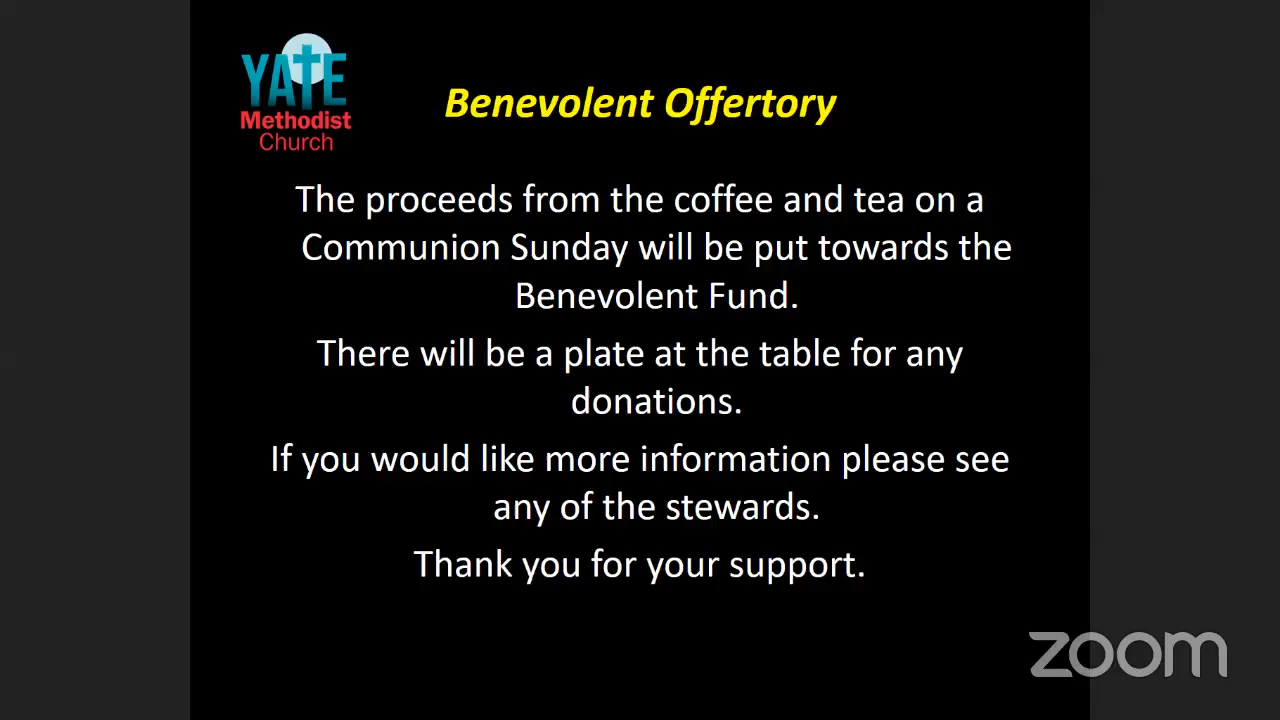 YATE
Methodist
Church
Benevolent Offertory
The proceeds from the coffee and tea on a
Communion Sunday will be put towards the
Benevolent Fund.
There will be a plate at the table for any
donations.
If you would like more information please see
any of the stewards.
Thank you for your support.
zoom